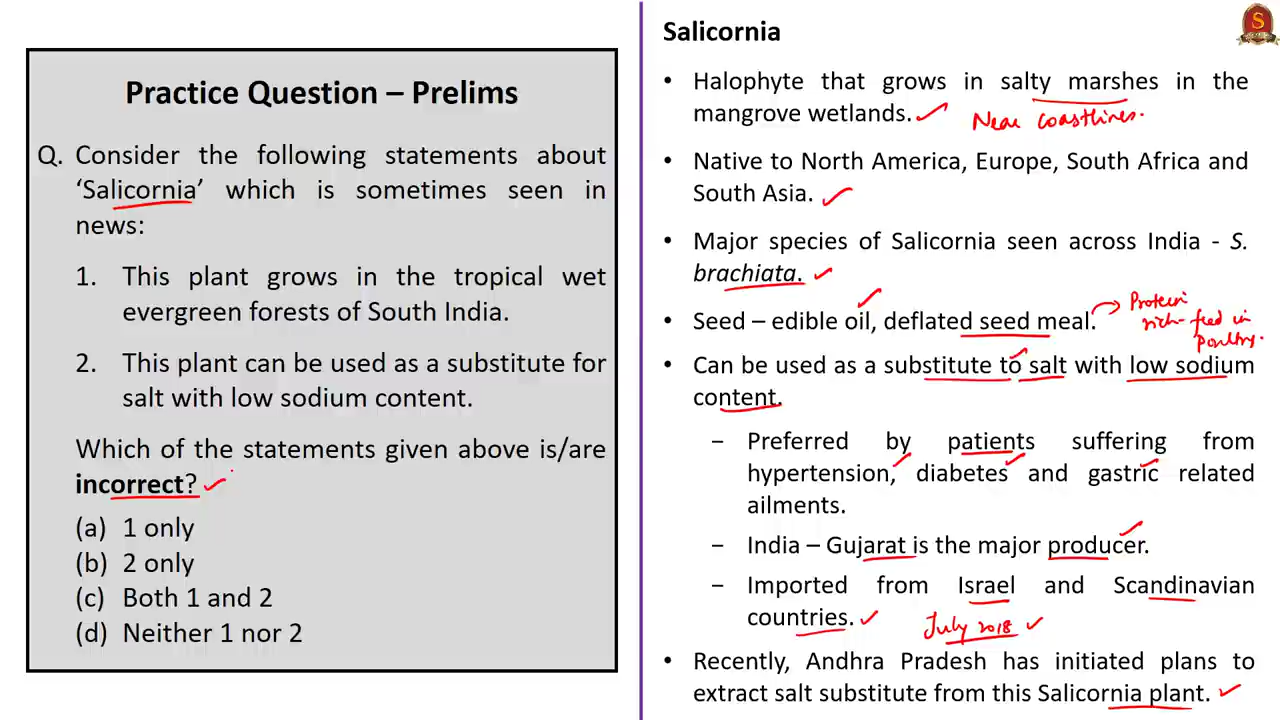 Practice Question – Prelims
Q. Consider the following statements about
‘Salicornia’ which is sometimes seen in
news:
1. This plant grows in the tropical wet
evergreen forests of South India.
2. This plant can be used as a substitute for
salt with low sodium content.
Which of the statements given above is/are
incorrect?
(a) 1 only
(b) 2 only
(c) Both 1 and 2
(d) Neither 1 nor 2
Salicornia
• Halophyte that grows in salty marshes in the
mangrove wetlands.
Near coastlines.
• Native to North America, Europe, South Africa and
South Asia.
• Major species of Salicornia seen across India - S.
brachiata.
• Seed – edible oil, deflated seed meal.
Protein
rich- feed in
poultry.
• Can be used as a substitute to salt with low sodium
content.
– Preferred by patients suffering from
hypertension, diabetes and gastric related
ailments.
– India – Gujarat is the major producer.
– Imported from Israel and Scandinavian
countries.
July 2018
• Recently, Andhra Pradesh has initiated plans to
extract salt substitute from this Salicornia plant.
S